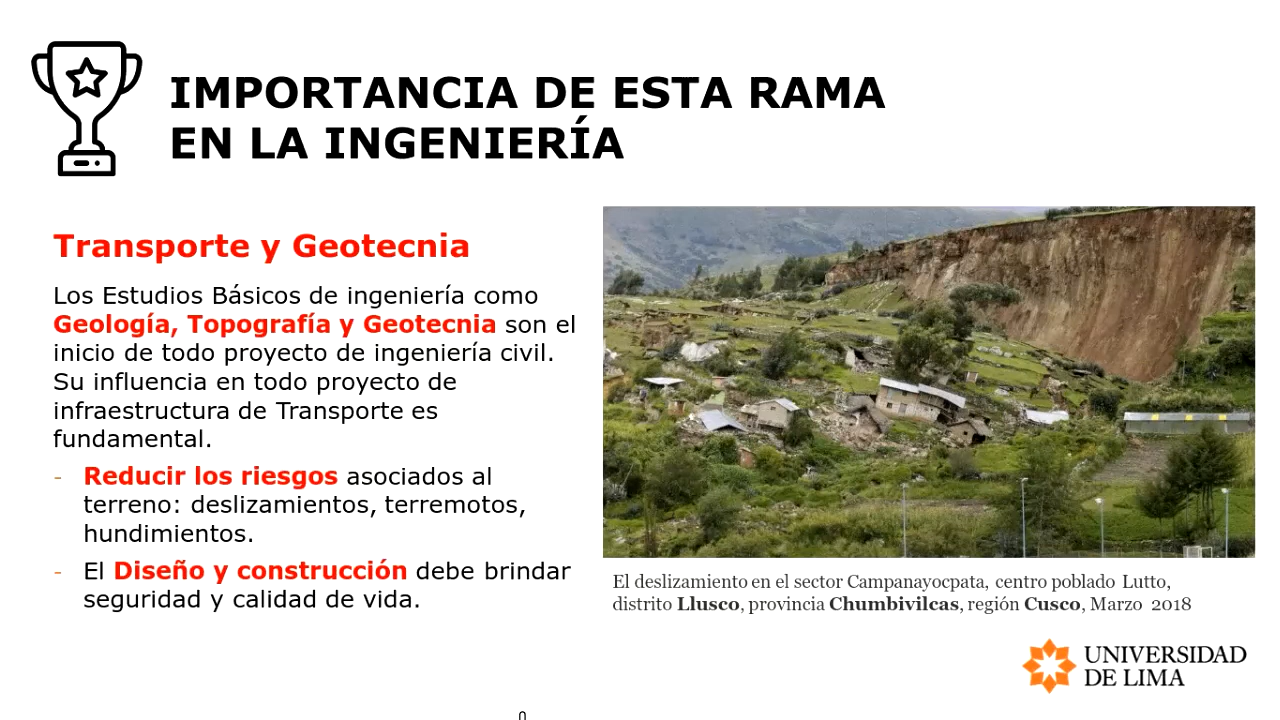 IMPORTANCIA DE ESTA RAMA
EN LA INGENIERÍA
Transporte y Geotecnia
Los Estudios Básicos de ingeniería como
Geología, Topografía y Geotecnia son el
inicio de todo proyecto de ingeniería civil.
Su influencia en todo proyecto de
infraestructura de Transporte es
fundamental.
- Reducir los riesgos asociados al
terreno: deslizamientos, terremotos,
hundimientos.
- El Diseño y construcción debe brindar
seguridad y calidad de vida.
El deslizamiento en el sector Campanayocpata, centro poblado Lutto,
distrito Llusco, provincia Chumbivilcas, región Cusco, Marzo 2018
UNIVERSIDAD
DE LIMA